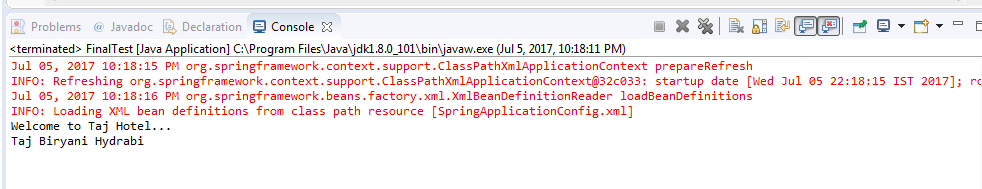 Problems @ Javadoc Declaration Console
<terminated> FinalTest [Java Application] C:\Program Files\Java\jdk1.8.0_101\bin\javaw.exe (Jul 5, 2017, 10:18:11 PM)
Jul 05, 2017 10:18:15 PM org.springframework.context.support.ClassPathXmlApplicationContext prepareRefresh
INFO: Refreshing org.springframework.context.support.ClassPathXmlApplicationContext@32c033: startup date [Wed Jul 05 22:18:15 IST 2017]; ro
Jul 05, 2017 10:18:16 PM org.springframework.beans.factory.xml.XmlBeanDefinitionReader loadBeanDefinitions
INFO: Loading XML bean definitions from class path resource [SpringApplicationConfig.xml]
Welcome to Taj Hotel...
Taj Biryani Hydrabi